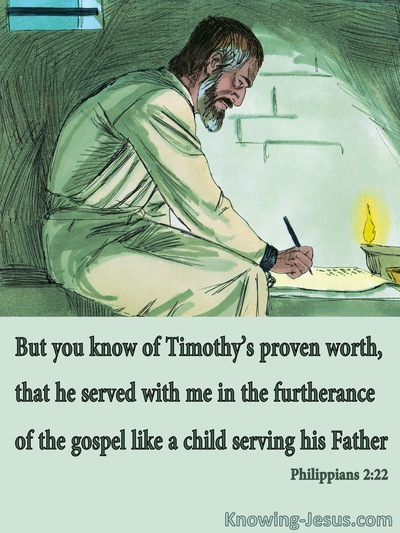 But you know of Timothy's proven worth,
that he served with me in the furtherance
of the gospel like a child serving his Father
Philippians 2:22
Knowing-Jesus.com